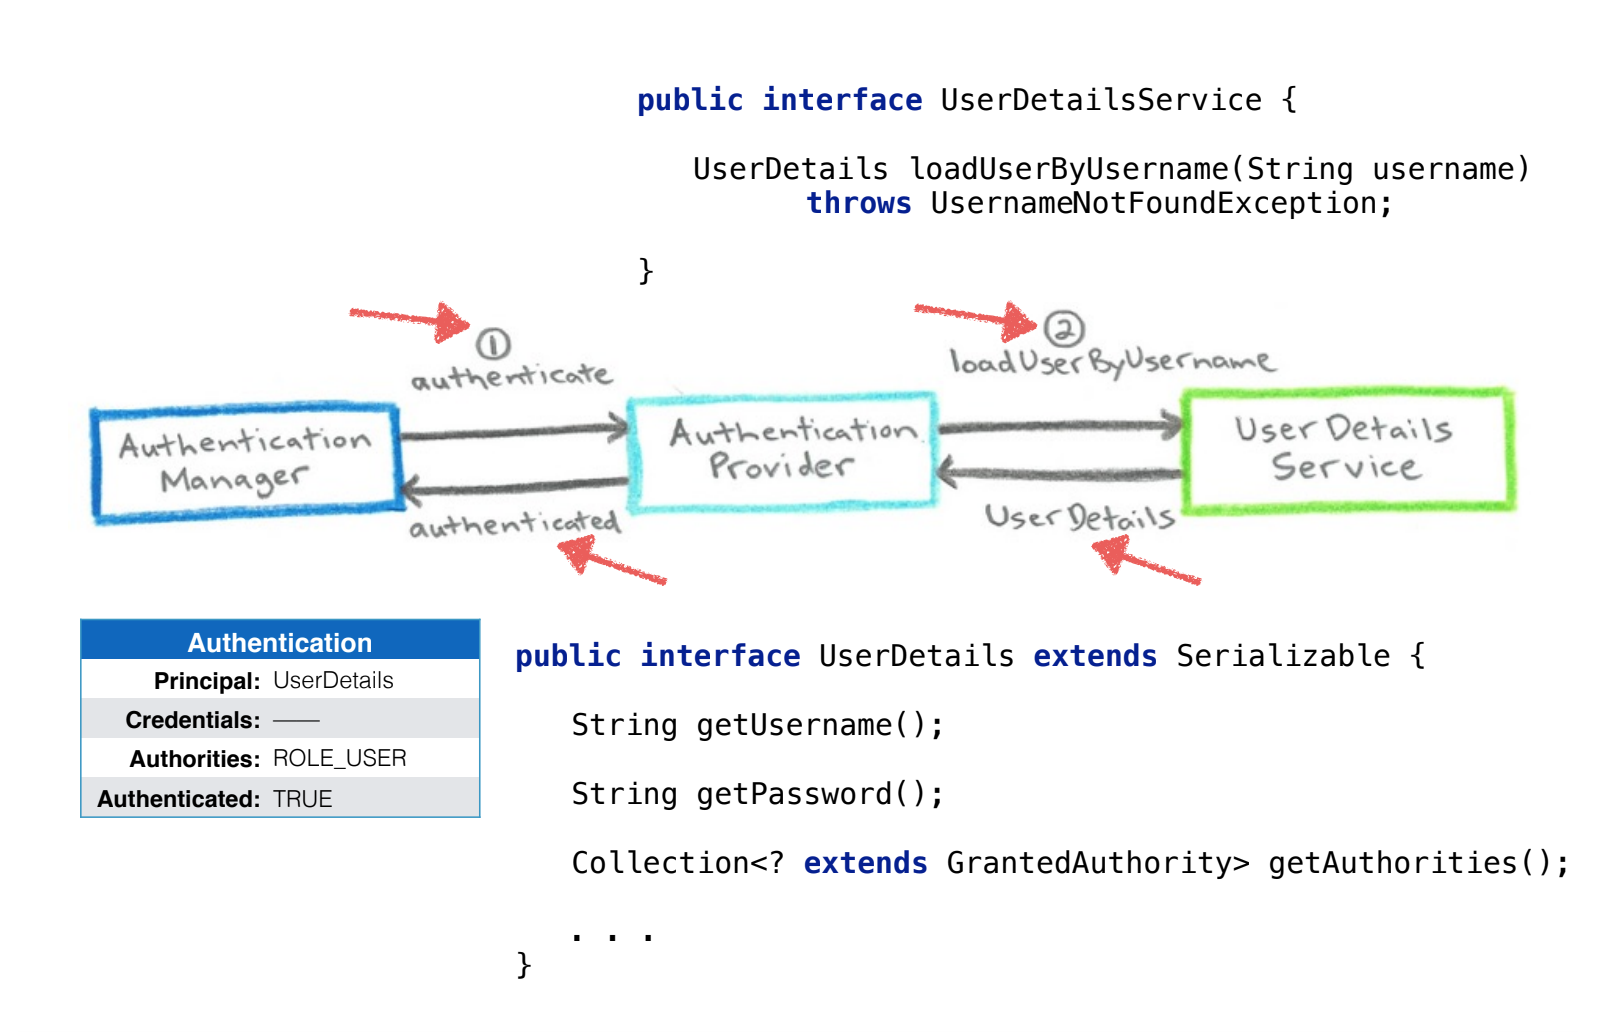 public interface UserDetailsService {
UserDetails loadUserByUsername(String username)
throws UsernameNotFoundException;
}
①
authenticate
②
loadUserByUsername
Authentication
Manager
Authentication
Provider
User Details
Service
authenticated
UserDetails
Authentication
Principal: UserDetails
Credentials: ——
Authorities: ROLE_USER
Authenticated: TRUE
public interface UserDetails extends Serializable {
String getUsername();
String getPassword();
Collection<? extends GrantedAuthority> getAuthorities();
. . .
}